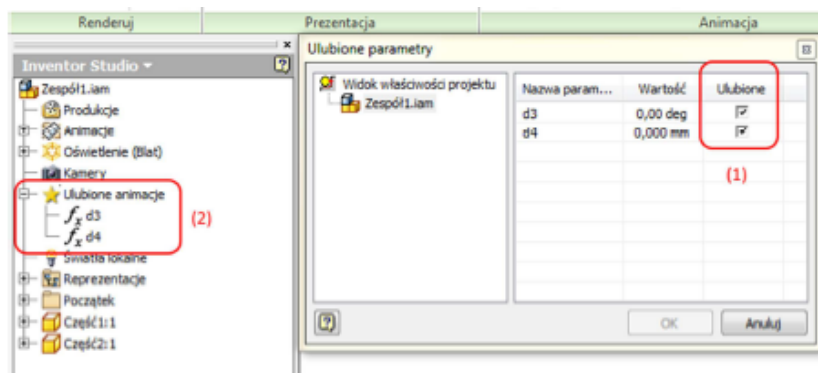 Renderuj
Prezentacja
Animacja
Inventor Studio
Zespół1.iam
Produkcje
Animacje
Oświetlenie (Blat)
Kamery
Ulubione animacje
fx d3
fx d4
(2)
Światła lokalne
Reprezentacje
Początek
Część1:1
Część2:1
Ulubione parametry
Widok właściwości projektu
Zespół1.iam
Nazwa param... Wartość Ulubione
d3 0,00 deg
d4 0,000 mm
(1)
OK Anuluj